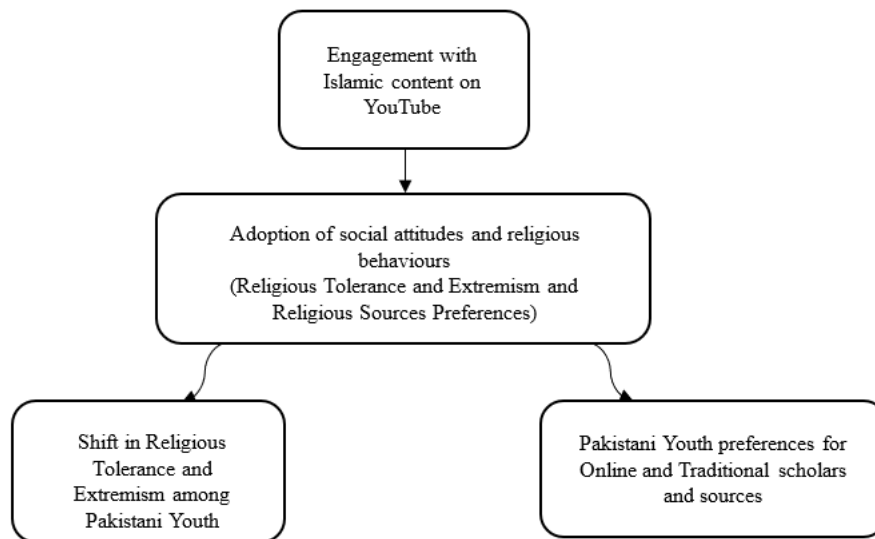 Engagement with
Islamic content on
YouTube
Adoption of social attitudes and religious
behaviours
(Religious Tolerance and Extremism and
Religious Sources Preferences)
Shift in Religious
Tolerance and
Extremism among
Pakistani Youth
Pakistani Youth preferences for
Online and Traditional scholars
and sources